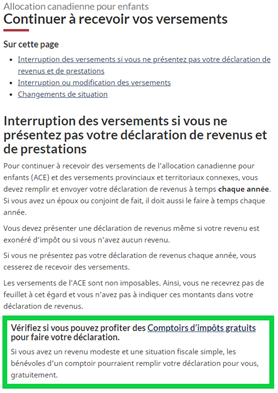 Allocation canadienne pour enfants
Continuer à recevoir vos versements
Sur cette page
Interruption des versements si vous ne présentez pas votre déclaration de
revenus et de prestations
Interruption ou modification des versements
Changements de situation
Interruption des versements si vous ne
présentez pas votre déclaration de revenus et
de prestations
Pour continuer à recevoir des versements de l'allocation canadienne pour
enfants (ACE) et des versements provinciaux et territoriaux connexes, vous
devez remplir et envoyer votre déclaration de revenus à temps chaque année.
Si vous avez un époux ou conjoint de fait, il doit aussi le faire à temps chaque
année.
Vous devez présenter une déclaration de revenus même si votre revenu est
exonéré d'impôt ou si vous n'avez aucun revenu.
Si vous ne présentez pas votre déclaration de revenus chaque année, vous
cesserez de recevoir des versements.
Les versements de l'ACE sont non imposables. Ainsi, vous ne recevrez pas de
feuillet à cet égard et vous n'avez pas à indiquer ces montants dans votre
déclaration de revenus.
Vérifiez si vous pouvez profiter des Comptoirs d'impôts gratuits
pour faire votre déclaration.
Si vous avez un revenu modeste et une situation fiscale simple, les
bénévoles d'un comptoir pourraient remplir votre déclaration pour vous,
gratuitement.